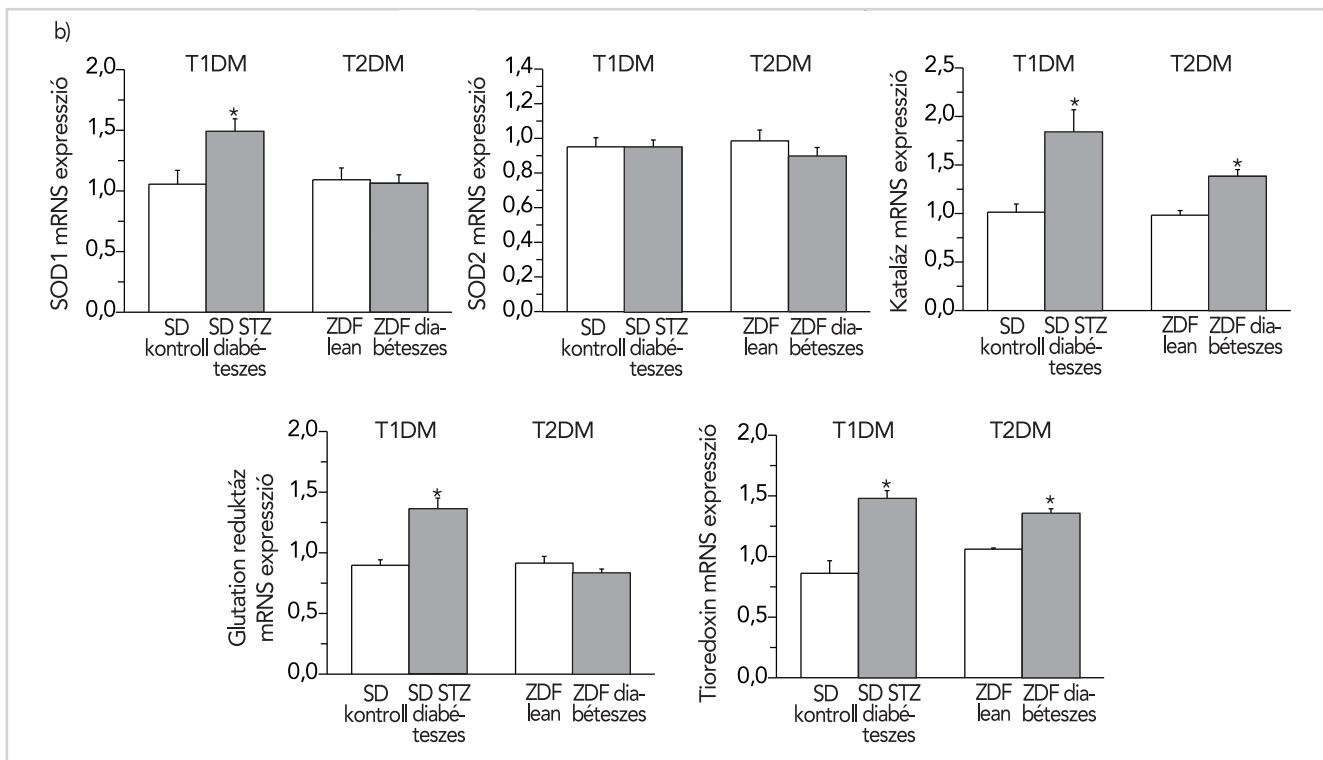 b)
T1DM T2DM
SOD1 mRNS expresszió
2,0
1,5
1,0
0,5
0,0
* 
SD SD STZ ZDF ZDF dia-
kontroll diabé- lean béteszes
teszes
T1DM T2DM
SOD2 mRNS expresszió
1,4
1,2
1,0
0,8
0,6
0,4
0,2
0,0
SD SD STZ ZDF ZDF dia-
kontroll diabé- lean béteszes
teszes
T1DM T2DM
Kataláz mRNS expresszió
2,5
2,0
1,5
1,0
0,5
0,0
* *
SD SD STZ ZDF ZDF dia-
kontroll diabé- lean béteszes
teszes
T1DM T2DM
Glutation reduktáz
mRNS expresszió
2,0
1,5
1,0
0,5
0,0
*
SD SD STZ ZDF ZDF dia-
kontroll diabé- lean béteszes
teszes
T1DM T2DM
Tioredoxin mRNS expresszió
2,0
1,5
1,0
0,5
0,0
* *
SD SD STZ ZDF ZDF dia-
kontroll diabé- lean béteszes
teszes